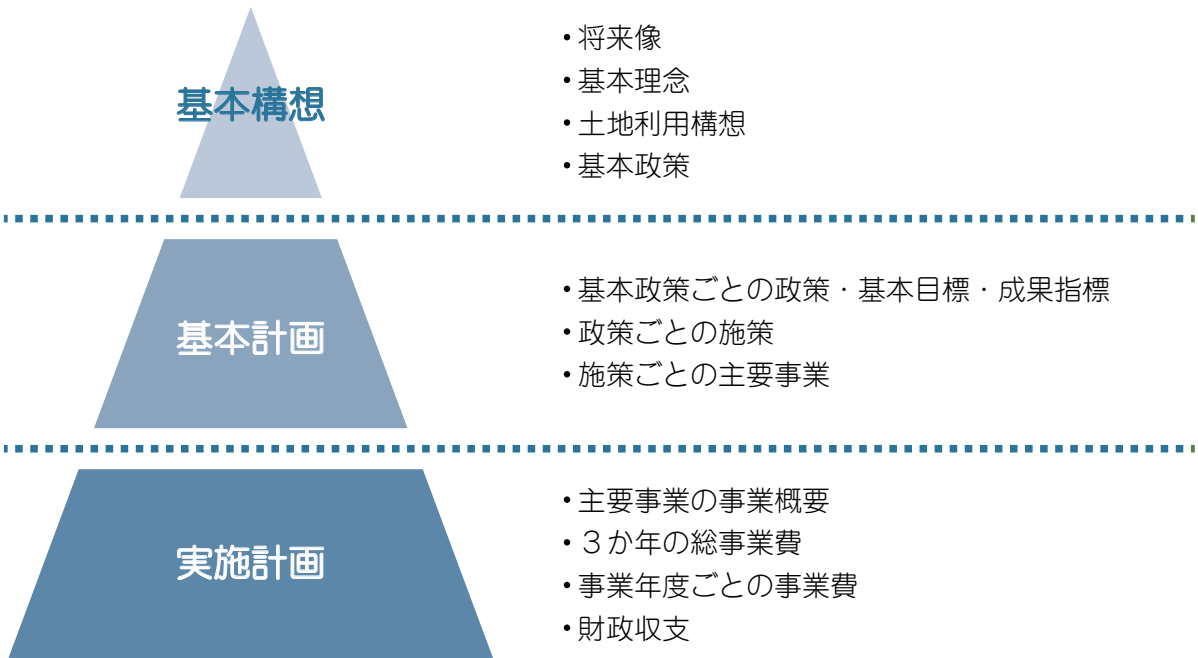 基本構想
・将来像
・基本理念
・土地利用構想
・基本政策
基本計画
・基本政策ごとの政策・基本目標・成果指標
・政策ごとの施策
・施策ごとの主要事業
実施計画
・主要事業の事業概要
・３か年の総事業費
・事業年度ごとの事業費
・財政収支